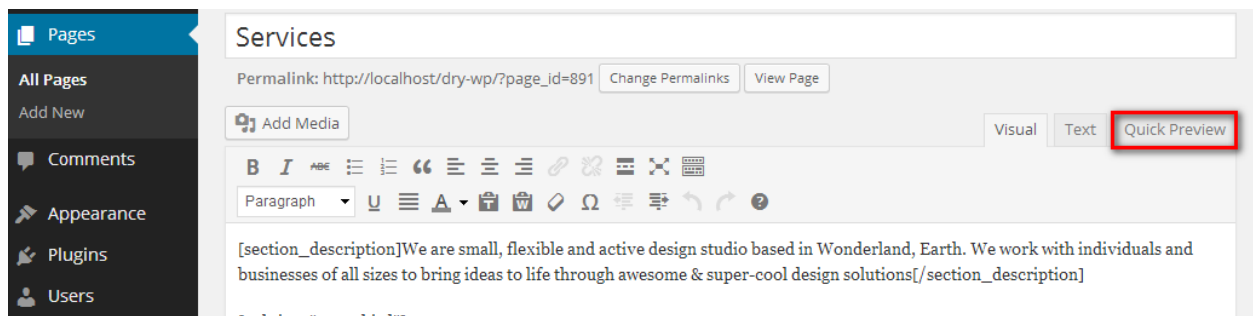 Pages
All Pages
Add New
Comments
Appearance
Plugins
Users
Services
Permalink: http://localhost/dry-wp/?page_id=891 Change Permalinks View Page
Add Media
Visual Text Quick Preview
B I ABC
Paragraph U A T W Ω ?
[section_description]We are small, flexible and active design studio based in Wonderland, Earth. We work with individuals and
businesses of all sizes to bring ideas to life through awesome & super-cool design solutions[/section_description]